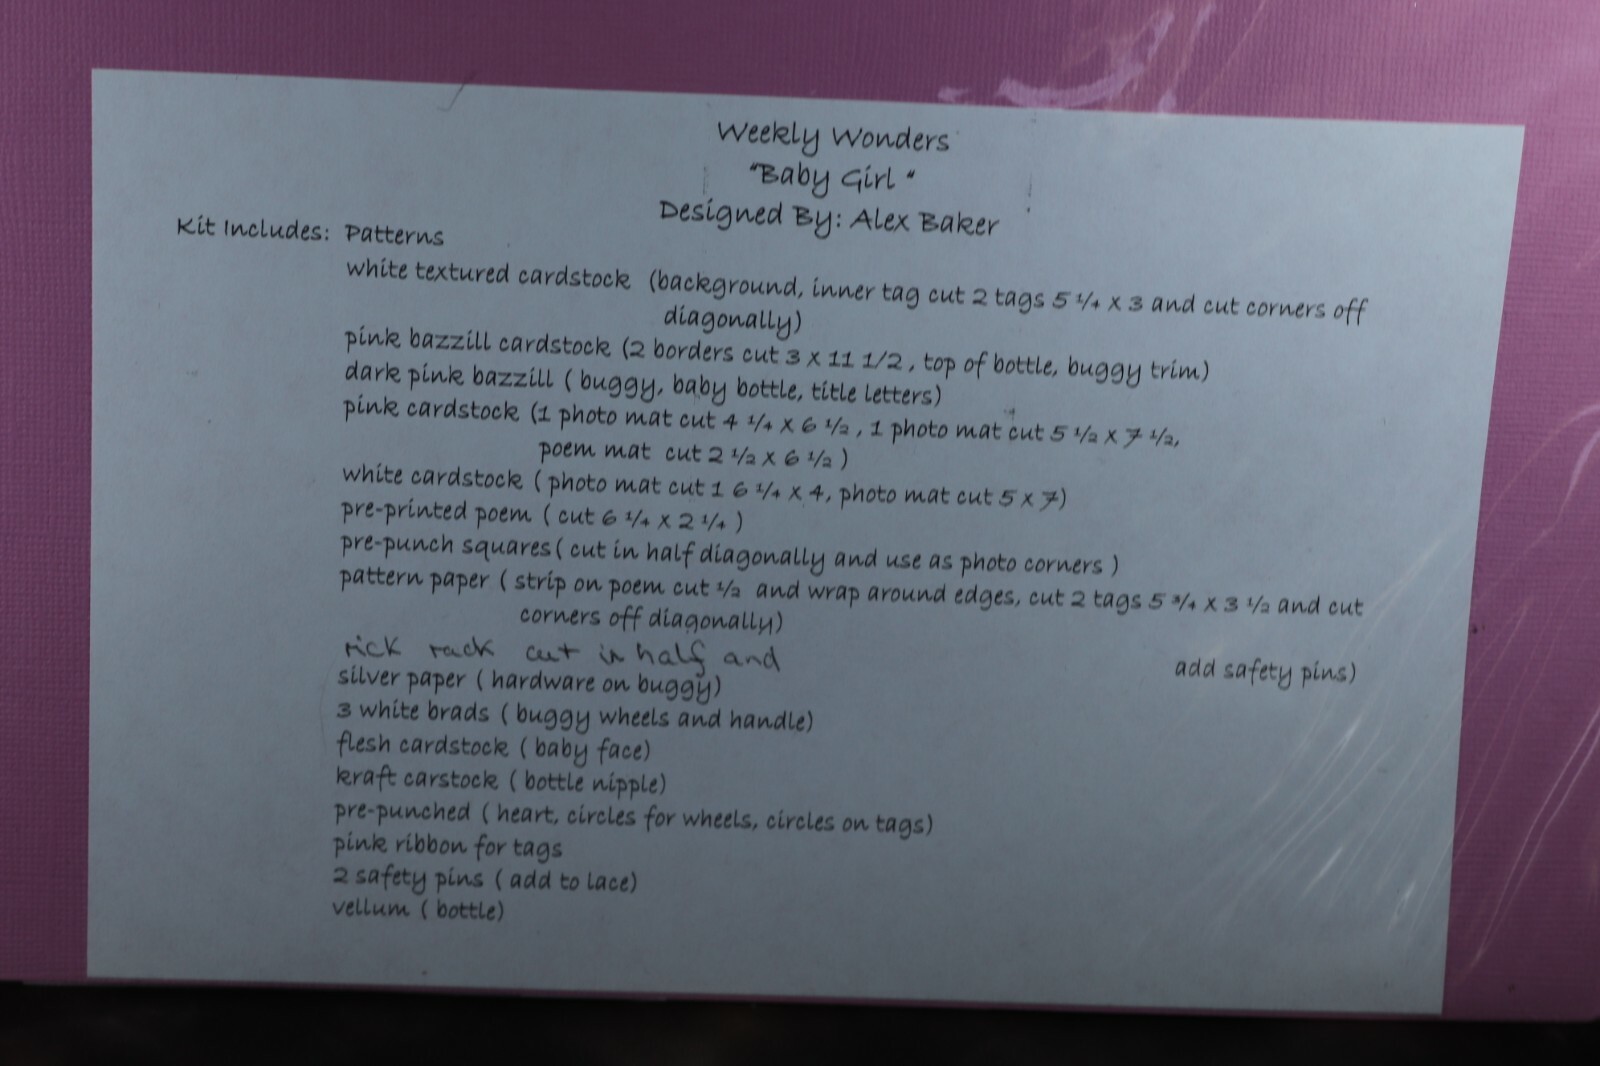 Weekly Wonders
"Baby Girl "
Designed By: Alex Baker
Kit Includes: Patterns
white textured cardstock (background, inner tag cut 2 tags 5 1/4 x 3 and cut corners off
diagonally)
pink bazzill cardstock (2 borders cut 3 x 11 1/2 , top of bottle, buggy trim)
dark pink bazzill ( buggy, baby bottle, title letters)
pink cardstock (1 photo mat cut 4 1/4 x 6 1/2 , 1 photo mat cut 5 1/2 x 7 1/2,
poem mat cut 2 1/2 x 6 1/2 )
white cardstock ( photo mat cut 1 6 1/4 x 4, photo mat cut 5 x 7)
pre-printed poem ( cut 6 1/4 x 2 1/4 )
pre-punch squares( cut in half diagonally and use as photo corners )
pattern paper ( strip on poem cut 1/2 and wrap around edges, cut 2 tags 5 3/4 x 3 1/2 and cut
corners off diagonally)
rick rack cut in half and add safety pins)
silver paper ( hardware on buggy)
3 white brads ( buggy wheels and handle)
flesh cardstock ( baby face)
kraft carstock ( bottle nipple)
pre-punched ( heart, circles for wheels, circles on tags)
pink ribbon for tags
2 safety pins ( add to lace)
vellum ( bottle)